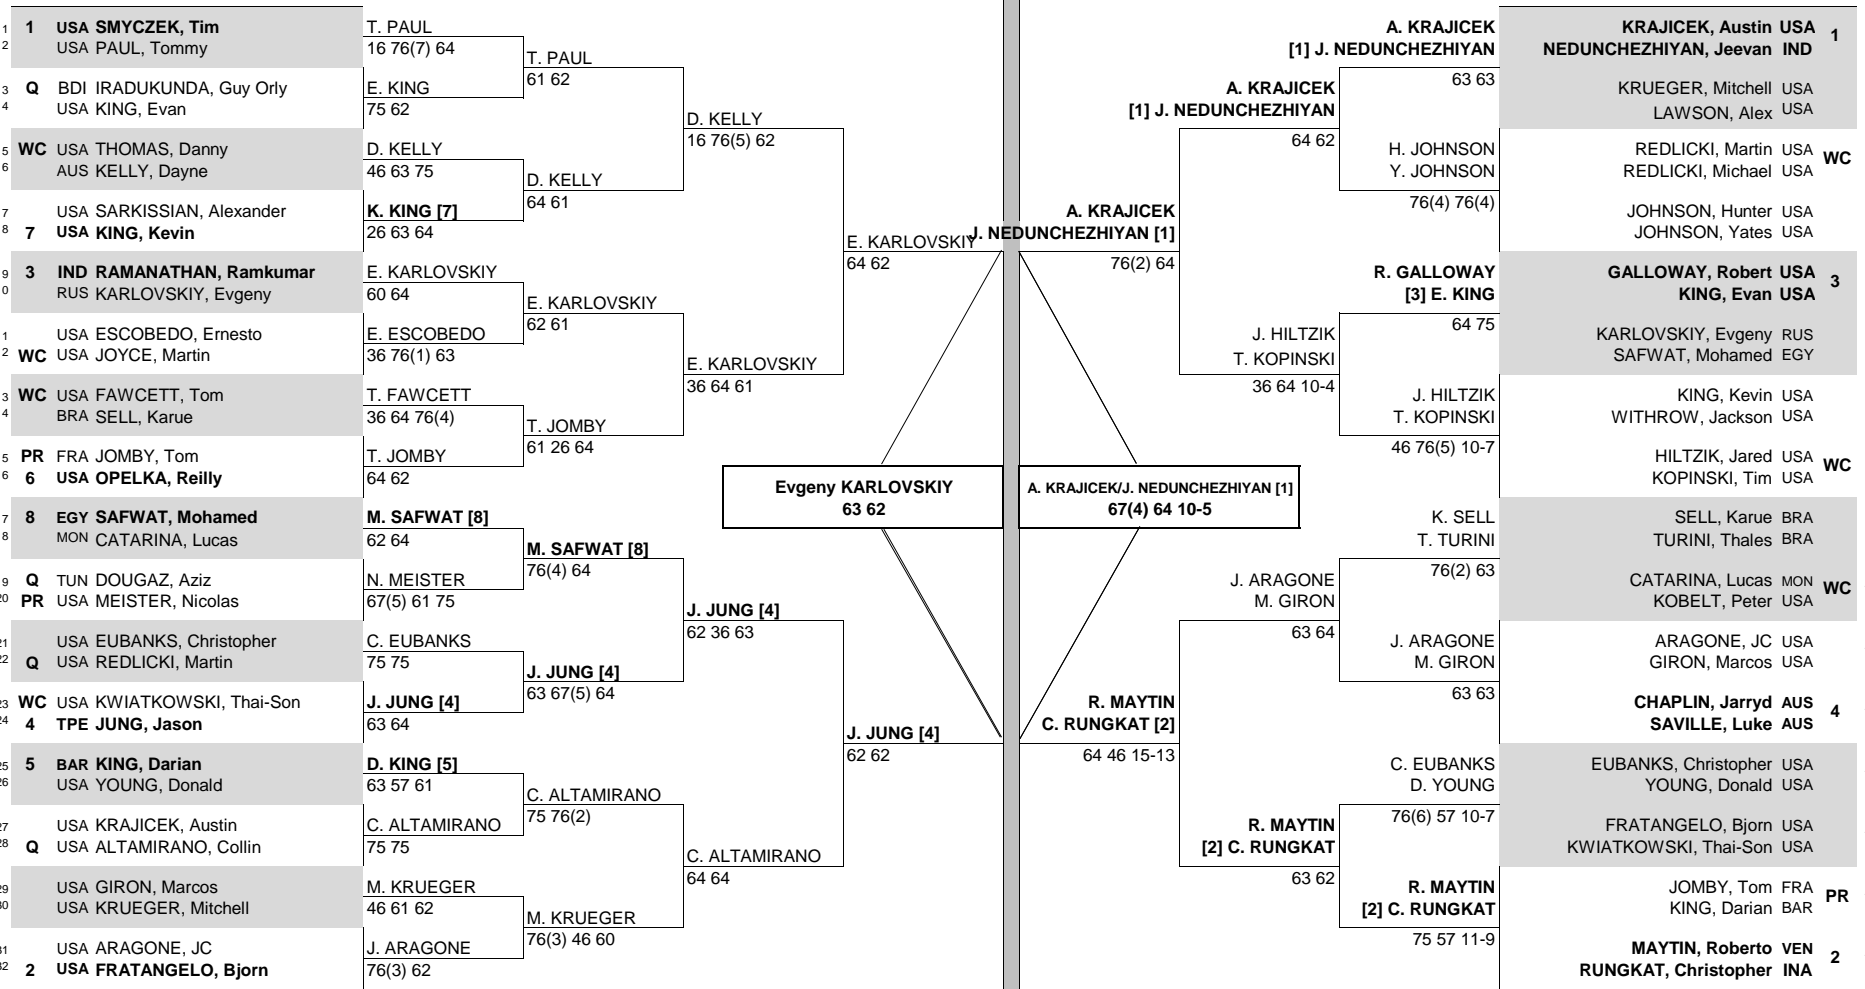 1 1 USA SMYCZEK, Tim
2 USA PAUL, Tommy
3 Q BDI IRADUKUNDA, Guy Orly
4 USA KING, Evan
5 WC USA THOMAS, Danny
6 AUS KELLY, Dayne
7 USA SARKISSIAN, Alexander
8 7 USA KING, Kevin
9 3 IND RAMANATHAN, Ramkumar
0 RUS KARLOVSKIY, Evgeny
1 USA ESCOBEDO, Ernesto
2 WC USA JOYCE, Martin
3 WC USA FAWCETT, Tom
4 BRA SELL, Karue
5 PR FRA JOMBY, Tom
6 6 USA OPELKA, Reilly
7 8 EGY SAFWAT, Mohamed
8 MON CATARINA, Lucas
9 Q TUN DOUGAZ, Aziz
20 PR USA MEISTER, Nicolas
21 USA EUBANKS, Christopher
22 Q USA REDLICKI, Martin
23 WC USA KWIATKOWSKI, Thai-Son
24 4 TPE JUNG, Jason
25 5 BAR KING, Darian
26 USA YOUNG, Donald
27 USA KRAJICEK, Austin
28 Q USA ALTAMIRANO, Collin
29 USA GIRON, Marcos
30 USA KRUEGER, Mitchell
31 USA ARAGONE, JC
32 2 USA FRATANGELO, Bjorn
T. PAUL
16 76(7) 64
E. KING
75 62
D. KELLY
46 63 75
K. KING [7]
26 63 64
E. KARLOVSKIY
60 64
E. ESCOBEDO
36 76(1) 63
T. FAWCETT
36 64 76(4)
T. JOMBY
64 62
M. SAFWAT [8]
62 64
N. MEISTER
67(5) 61 75
C. EUBANKS
75 75
J. JUNG [4]
63 64
D. KING [5]
63 57 61
C. ALTAMIRANO
75 75
M. KRUEGER
46 61 62
J. ARAGONE
76(3) 62
T. PAUL
61 62
D. KELLY
64 61
E. KARLOVSKIY
62 61
T. JOMBY
61 26 64
M. SAFWAT [8]
76(4) 64
J. JUNG [4]
63 67(5) 64
C. ALTAMIRANO
75 76(2)
M. KRUEGER
76(3) 46 60
D. KELLY
16 76(5) 62
E. KARLOVSKIY
36 64 61
J. JUNG [4]
62 36 63
C. ALTAMIRANO
64 64
E. KARLOVSKIY
64 62
J. JUNG [4]
62 62
Evgeny KARLOVSKIY
63 62
A. KRAJICEK/J. NEDUNCHEZHIYAN [1]
67(4) 64 10-5
A. KRAJICEK
J. NEDUNCHEZHIYAN [1]
76(2) 64
R. MAYTIN
C. RUNGKAT [2]
64 46 15-13
A. KRAJICEK
[1] J. NEDUNCHEZHIYAN
64 62
J. HILTZIK
T. KOPINSKI
36 64 10-4
J. ARAGONE
M. GIRON
63 64
R. MAYTIN
[2] C. RUNGKAT
63 62
A. KRAJICEK
[1] J. NEDUNCHEZHIYAN
63 63
H. JOHNSON
Y. JOHNSON
76(4) 76(4)
R. GALLOWAY
[3] E. KING
64 75
J. HILTZIK
T. KOPINSKI
46 76(5) 10-7
K. SELL
T. TURINI
76(2) 63
J. ARAGONE
M. GIRON
63 63
C. EUBANKS
D. YOUNG
76(6) 57 10-7
R. MAYTIN
[2] C. RUNGKAT
75 57 11-9
KRAJICEK, Austin USA 1
NEDUNCHEZHIYAN, Jeevan IND
KRUEGER, Mitchell USA
LAWSON, Alex USA
REDLICKI, Martin USA WC
REDLICKI, Michael USA
JOHNSON, Hunter USA
JOHNSON, Yates USA
GALLOWAY, Robert USA 3
KING, Evan USA
KARLOVSKIY, Evgeny RUS
SAFWAT, Mohamed EGY
KING, Kevin USA
WITHROW, Jackson USA
HILTZIK, Jared USA WC
KOPINSKI, Tim USA
SELL, Karue BRA
TURINI, Thales BRA
CATARINA, Lucas MON WC
KOBELT, Peter USA
ARAGONE, JC USA
GIRON, Marcos USA
CHAPLIN, Jarryd AUS 4
SAVILLE, Luke AUS
EUBANKS, Christopher USA
YOUNG, Donald USA
FRATANGELO, Bjorn USA
KWIATKOWSKI, Thai-Son USA
JOMBY, Tom FRA PR
KING, Darian BAR
MAYTIN, Roberto VEN 2
RUNGKAT, Christopher INA